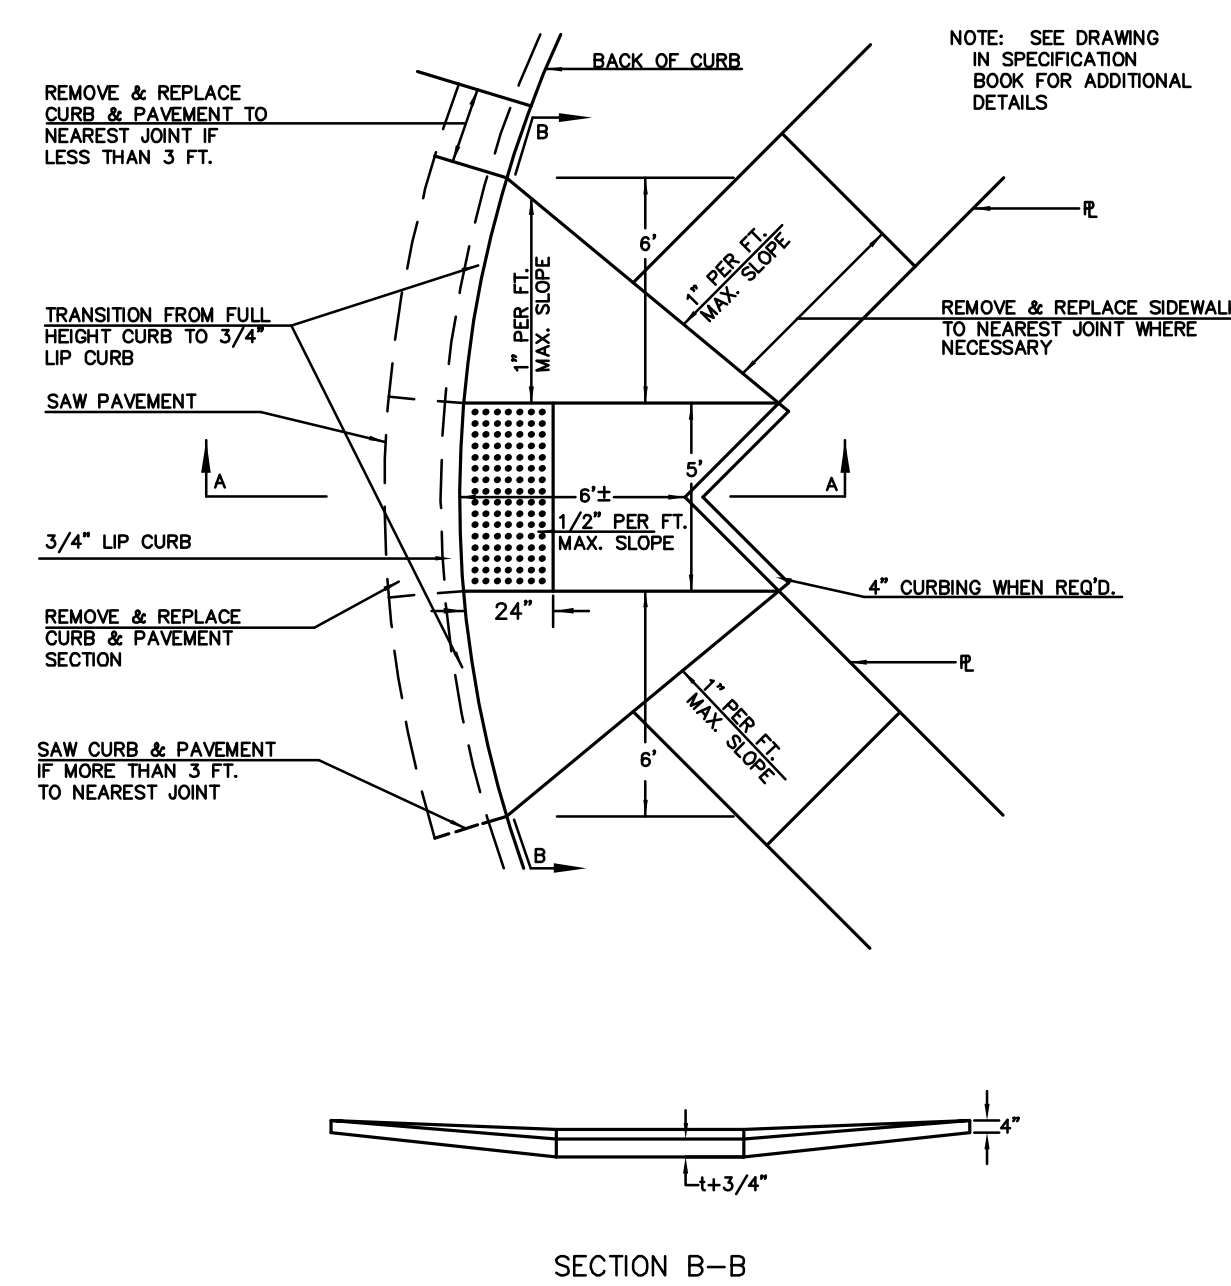 NOTE: SEE DRAWING
IN SPECIFICATION
BOOK FOR ADDITIONAL
DETAILS
BACK OF CURB
REMOVE & REPLACE
CURB & PAVEMENT TO
NEAREST JOINT IF
LESS THAN 3 FT.
B
PL
6'
1" PER FT.
MAX. SLOPE
1" PER FT.
MAX. SLOPE
REMOVE & REPLACE SIDEWAL
TO NEAREST JOINT WHERE
NECESSARY
TRANSITION FROM FULL
HEIGHT CURB TO 3/4"
LIP CURB
SAW PAVEMENT
A
5'
A
6'±
1/2" PER FT.
MAX. SLOPE
3/4" LIP CURB
4" CURBING WHEN REQ'D.
24"
REMOVE & REPLACE
CURB & PAVEMENT
SECTION
PL
1" PER FT.
MAX. SLOPE
SAW CURB & PAVEMENT
IF MORE THAN 3 FT.
TO NEAREST JOINT
6'
B
4"
t+3/4"
SECTION B-B